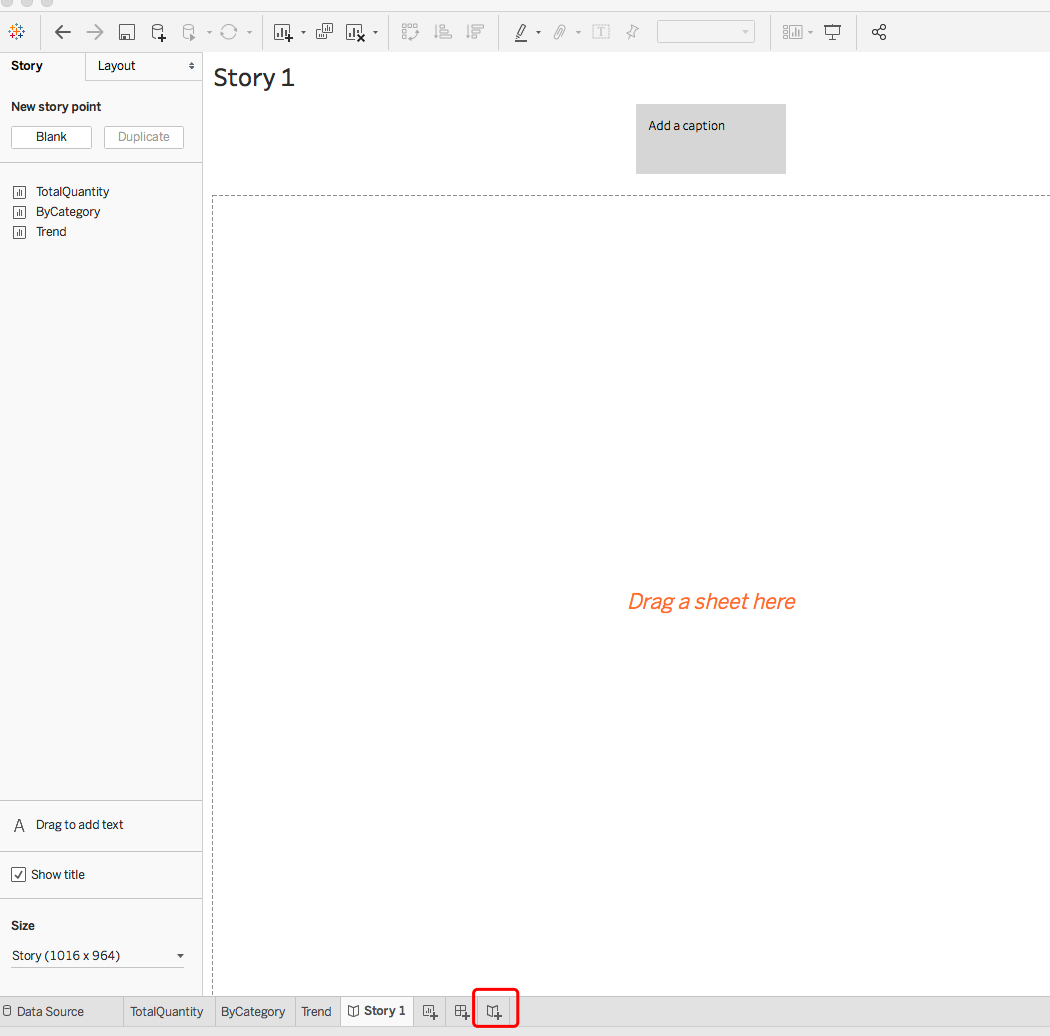 Story
Layout
Story 1
New story point
Blank
Duplicate
Add a caption
TotalQuantity
ByCategory
Trend
Drag a sheet here
A Drag to add text
Show title
Size
Story (1016 x 964)
Data Source
TotalQuantity
ByCategory
Trend
Story 1